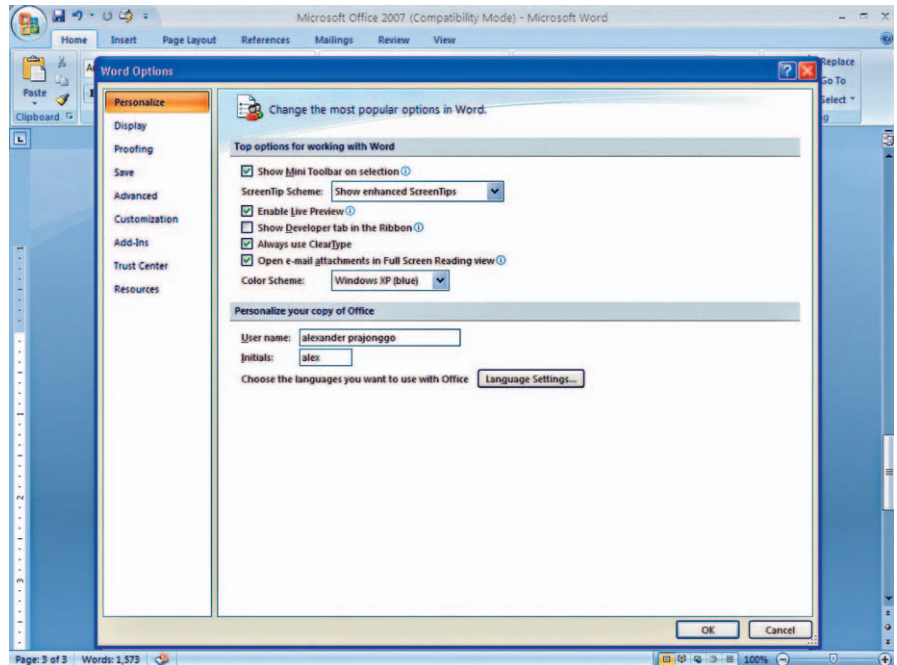 Microsoft Office 2007 (Compatibility Mode) - Microsoft Word
Home Insert Page Layout References Mailings Review View
Paste
Clipboard
Replace
Go To
Select
Word Options
Personalize
Display
Proofing
Save
Advanced
Customization
Add-Ins
Trust Center
Resources
Change the most popular options in Word.
Top options for working with Word
Show Mini Toolbar on selection
ScreenTip Scheme: Show enhanced ScreenTips
Enable Live Preview
Show Developer tab in the Ribbon
Always use ClearType
Open e-mail attachments in Full Screen Reading view
Color Scheme: Windows XP (blue)
Personalize your copy of Office
User name: alexander prajonggo
Initials: alex
Choose the languages you want to use with Office Language Settings...
OK Cancel
Page: 3 of 3 Words: 1,573 100%